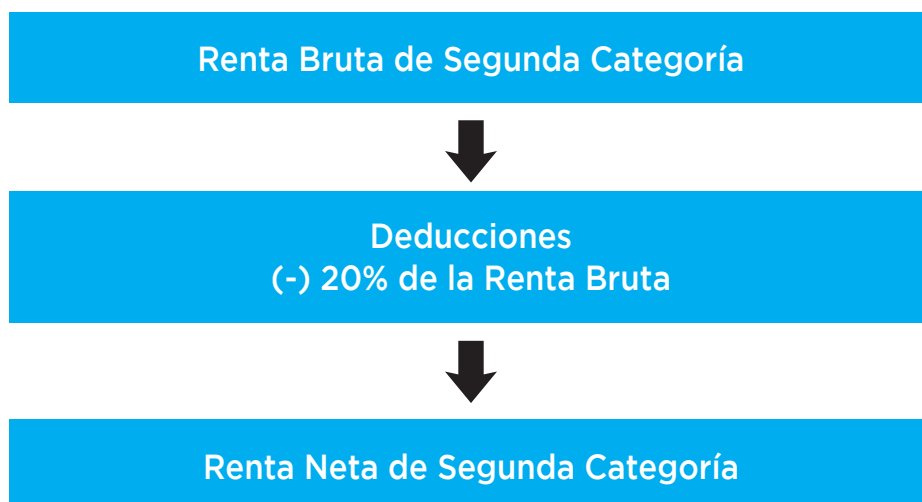 Renta Bruta de Segunda Categoría
Deducciones
(-) 20% de la Renta Bruta
Renta Neta de Segunda Categoría